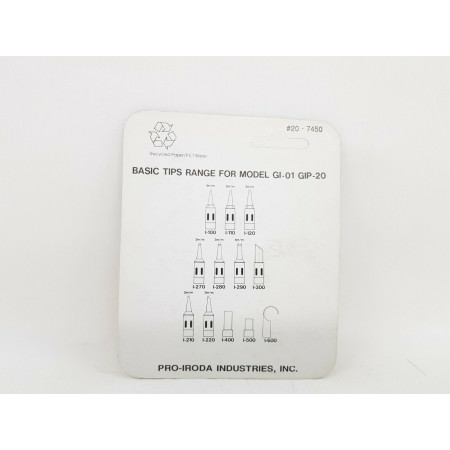 #20 - 7450
Recycled Paper
BASIC TIPS RANGE FOR MODEL GI-01 GIP-20
I-100 I-110 I-120
I-270 I-280 I-290 I-300
I-210 I-220 I-400 I-500 I-600
PRO-IRODA INDUSTRIES, INC.